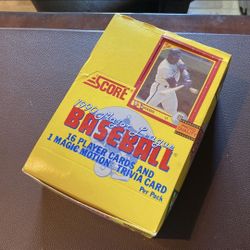 SCORE
1990 Major League
BASEBALL
16 PLAYER CARDS AND
1 MAGIC MOTION TRIVIA CARD
Per Pack